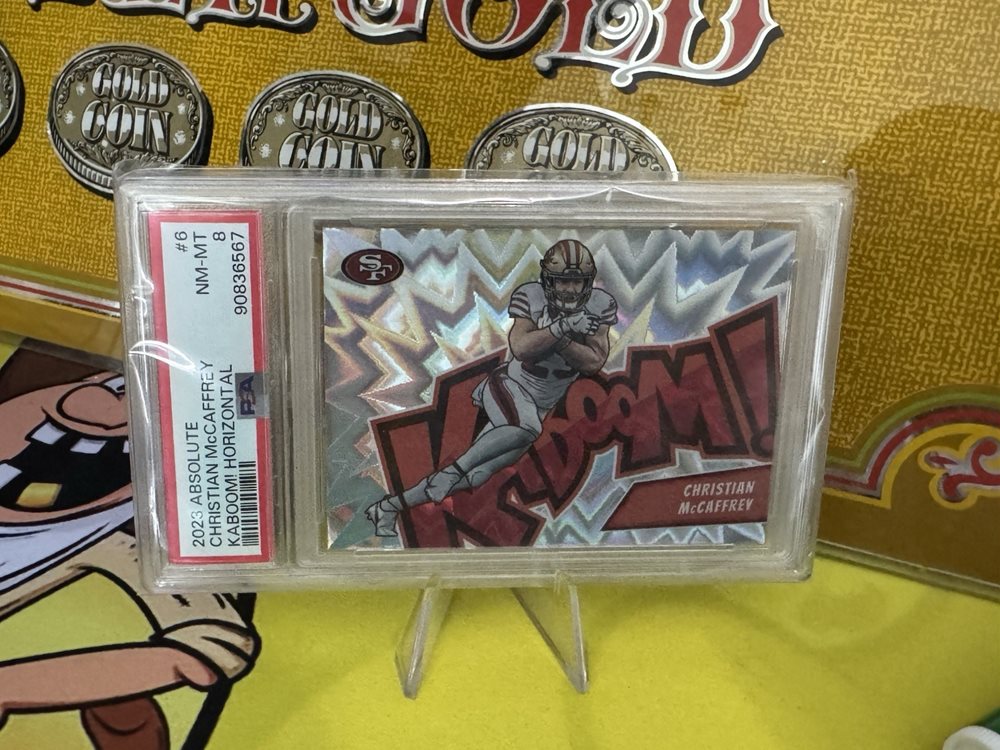 GOLD
GOLD
COIN
GOLD
COIN
GOLD
2023 ABSOLUTE
CHRISTIAN McCAFFREY
KABOOM! HORIZONTAL
#6
NM-MT
8
90836567
PSA
SF
KABOOM!
CHRISTIAN
McCAFFREY